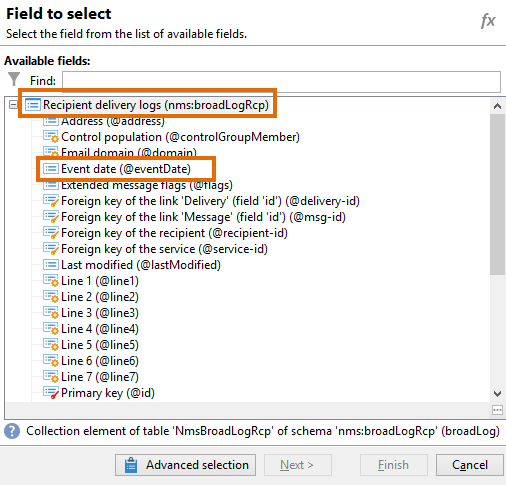 Field to select
Select the field from the list of available fields.
fx
Available fields:
Find:
Recipient delivery logs (nms:broadLogRcp)
Address (@address)
Control population (@controlGroupMember)
Email domain (@domain)
Event date (@eventDate)
Extended message flags (@flags)
Foreign key of the link 'Delivery' (field 'id') (@delivery-id)
Foreign key of the link 'Message' (field 'id') (@msg-id)
Foreign key of the recipient (@recipient-id)
Foreign key of the service (@service-id)
Last modified (@lastModified)
Line 1 (@line1)
Line 2 (@line2)
Line 3 (@line3)
Line 4 (@line4)
Line 5 (@line5)
Line 6 (@line6)
Line 7 (@line7)
Primary key (@id)
Collection element of table 'NmsBroadLogRcp' of schema 'nms:broadLogRcp' (broadLog)
Advanced selection
Next >
Finish
Cancel